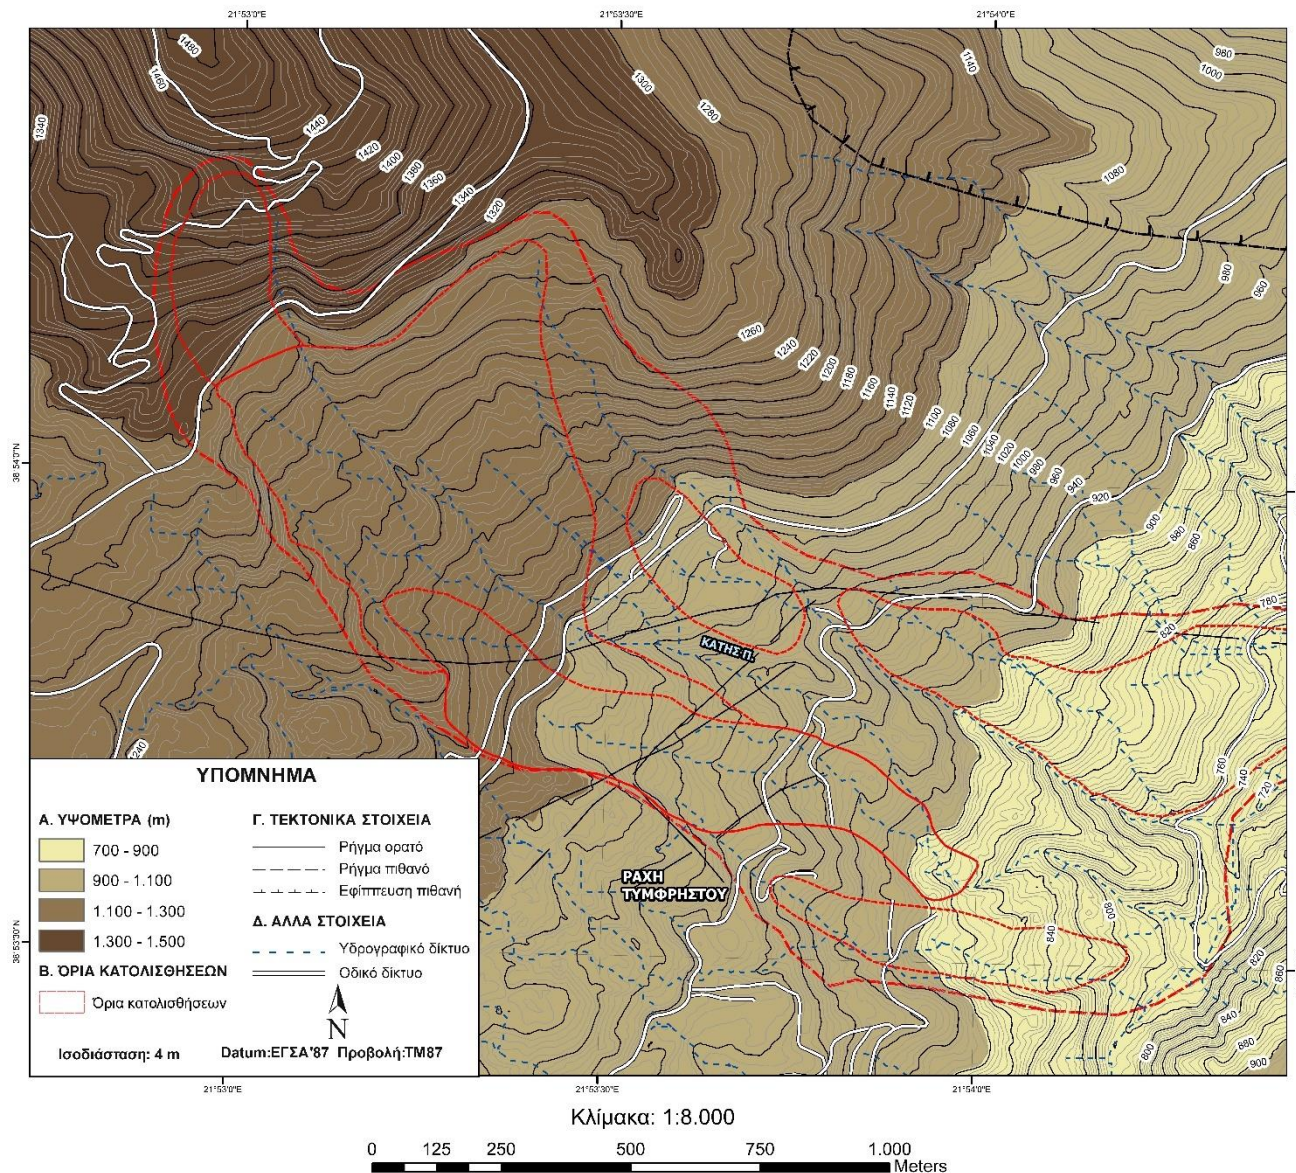 21°53'0"E
21°53'30"E
21°54'0"E
1480
1460
1440
1420
1400
1380
1360
1340
1320
1340
1300
1280
1140
980
1000
1080
980
960
1260
1240
1220
1200
1180
1160
1140
1120
1100
1080
1060
1040
1020
1000
980
960
940
920
900
880
860
38°54'0"N
780
820
ΚΑΤΗΣ Π.
1240
760
740
720
ΡΑΧΗ
ΤΥΜΦΡΗΣΤΟΥ
800
840
820
860
840
800
880
900
38°53'30"N
ΥΠΟΜΝΗΜΑ
Α. ΥΨΟΜΕΤΡΑ (m)
700 - 900
900 - 1.100
1.100 - 1.300
1.300 - 1.500
Β. ΌΡΙΑ ΚΑΤΟΛΙΣΘΗΣΕΩΝ
Όρια κατολισθήσεων
Γ. ΤΕΚΤΟΝΙΚΑ ΣΤΟΙΧΕΙΑ
Ρήγμα ορατό
Ρήγμα πιθανό
Εφίππευση πιθανή
Δ. ΑΛΛΑ ΣΤΟΙΧΕΙΑ
Υδρογραφικό δίκτυο
Οδικό δίκτυο
N
Ισοδιάσταση: 4 m
Datum:ΕΓΣΑ'87 Προβολή:ΤΜ87
21°53'0"E
21°53'30"E
21°54'0"E
Κλίμακα: 1:8.000
0 125 250 500 750 1.000
Meters